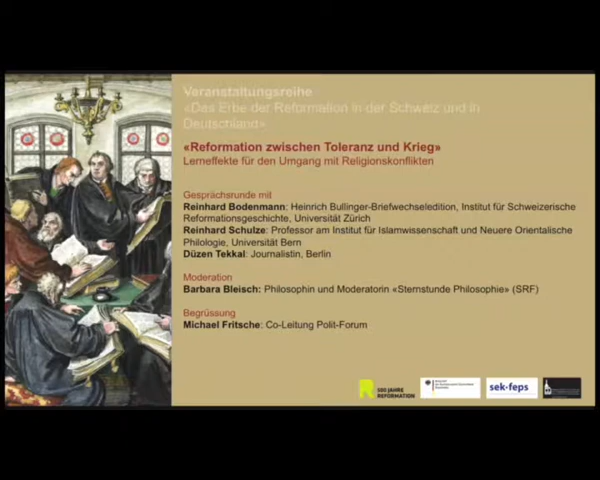 Veranstaltungsreihe
«Das Erbe der Reformation in der Schweiz und in
Deutschland»
«Reformation zwischen Toleranz und Krieg»
Lerneffekte für den Umgang mit Religionskonflikten
Gesprächsrunde mit
Reinhard Bodenmann: Heinrich Bullinger-Briefwechseledition, Institut für Schweizerische
Reformationsgeschichte, Universität Zürich
Reinhard Schulze: Professor am Institut für Islamwissenschaft und Neuere Orientalische
Philologie, Universität Bern
Düzen Tekkal: Journalistin, Berlin
Moderation
Barbara Bleisch: Philosophin und Moderatorin «Sternstunde Philosophie» (SRF)
Begrüssung
Michael Fritsche: Co-Leitung Polit-Forum
R 500 JAHRE
REFORMATION
sek·feps